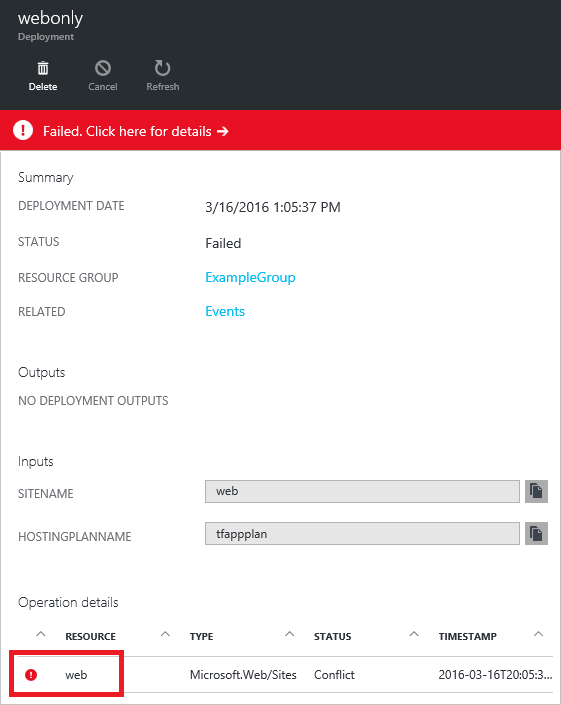 webonly
Deployment
Delete Cancel Refresh
! Failed. Click here for details →
Summary
DEPLOYMENT DATE 3/16/2016 1:05:37 PM
STATUS Failed
RESOURCE GROUP ExampleGroup
RELATED Events
Outputs
NO DEPLOYMENT OUTPUTS
Inputs
SITENAME web
HOSTINGPLANNAME tfappplan
Operation details
RESOURCE TYPE STATUS TIMESTAMP
! web Microsoft.Web/Sites Conflict 2016-03-16T20:05:3...